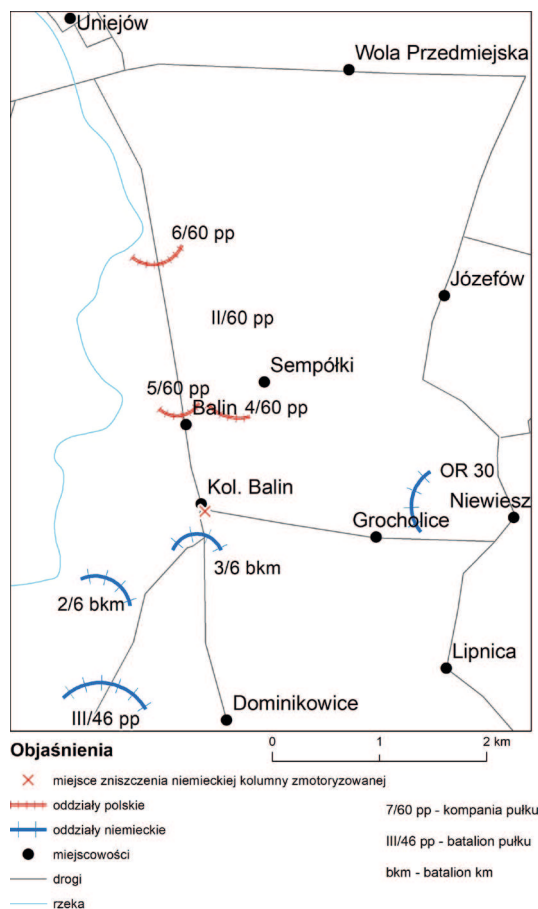 Uniejów
Wola Przedmiejska
6/60 pp
Józefów
II/60 pp
Sempółki
5/60 pp
Balin
4/60 pp
OR 30
Kol. Balin
Niewiesz
Grocholice
3/6 bkm
2/6 bkm
Lipnica
III/46 pp
Dominikowice
Objaśnienia
0 1 2 km
miejsce zniszczenia niemieckiej kolumny zmotoryzowanej
oddziały polskie
7/60 pp - kompania pułku
oddziały niemieckie
III/46 pp - batalion pułku
miejscowości
bkm - batalion km
drogi
rzeka